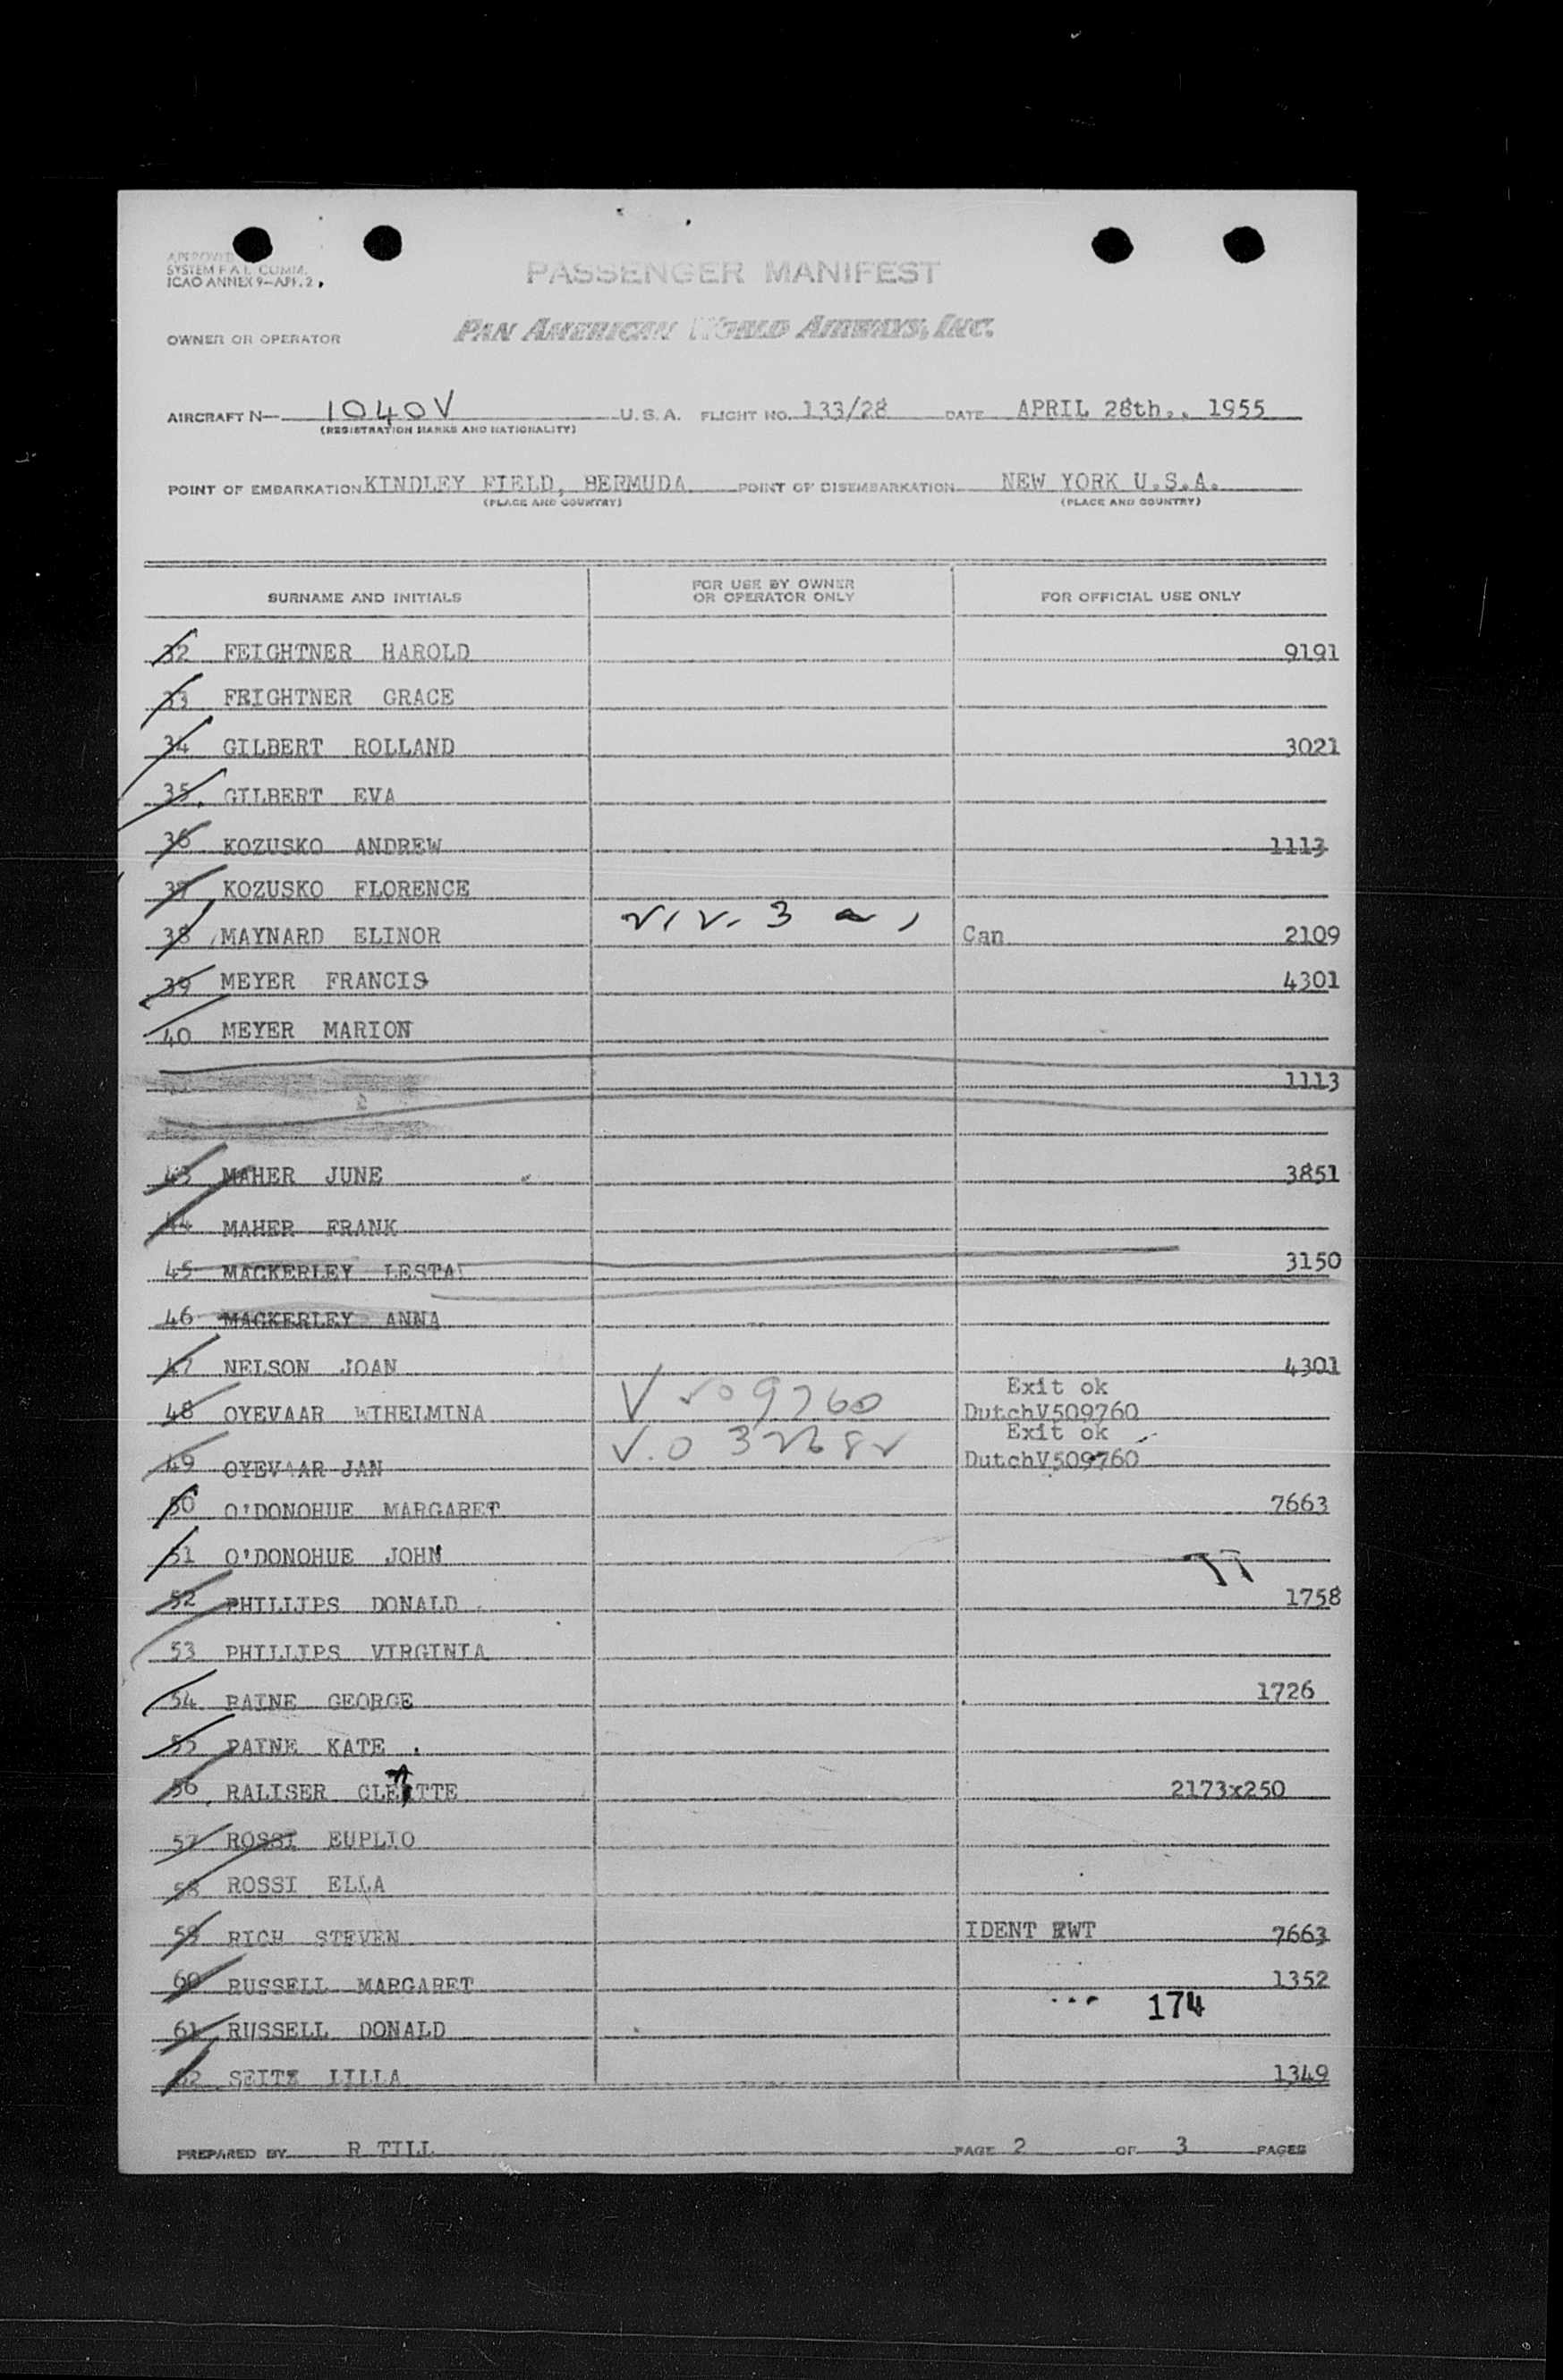 APPROVED
SYSTEM F.A.L. COMM.
ICAO ANNEX 9-APP. 2
PASSENGER MANIFEST
OWNER OR OPERATOR PAN AMERICAN WORLD AIRWAYS, INC.
AIRCRAFT N- 1040V U.S.A. FLIGHT NO. 133/28 DATE APRIL 28th.. 1955
(REGISTRATION MARKS AND NATIONALITY)
POINT OF EMBARKATION KINDLEY FIELD, BERMUDA POINT OF DISEMBARKATION NEW YORK U.S.A.
(PLACE AND COUNTRY) (PLACE AND COUNTRY)
SURNAME AND INITIALS FOR USE BY OWNER OR OPERATOR ONLY FOR OFFICIAL USE ONLY
32 FEIGHTNER HAROLD 9191
33 FEIGHTNER GRACE
34 GILBERT ROLLAND 3021
35. GILBERT EVA
36 KOZUSKO ANDREW 1113
37 KOZUSKO FLORENCE
38 MAYNARD ELINOR Can 2109
39 MEYER FRANCIS 4301
40 MEYER MARION
1113
43 MAHER JUNE 3851
44 MAHER FRANK
45 MACKERLEY LESTA 3150
46 MACKERLEY ANNA
47 NELSON JOAN 4301
Exit ok
48 OYEVAAR WIHELMINA V 509760 DutchV509760
Exit ok
49 OYEVAAR JAN DutchV509760
50 O'DONOHUE MARGARET 7663
51 O'DONOHUE JOHN
52 PHILLIPS DONALD 1758
53 PHILLIPS VIRGINIA
54 PAINE GEORGE 1726
55 PAINE KATE
56 RALISER CLETTE 2173x250
57 ROSSI EUPLIO
58 ROSSI ELLA
59 RICH STEVEN IDENT EWT 7663
60 RUSSELL MARGARET 1352
174
61 RUSSELL DONALD
62 SEITZ LILLA 1349
PREPARED BY R TILL PAGE 2 OF 3 PAGES